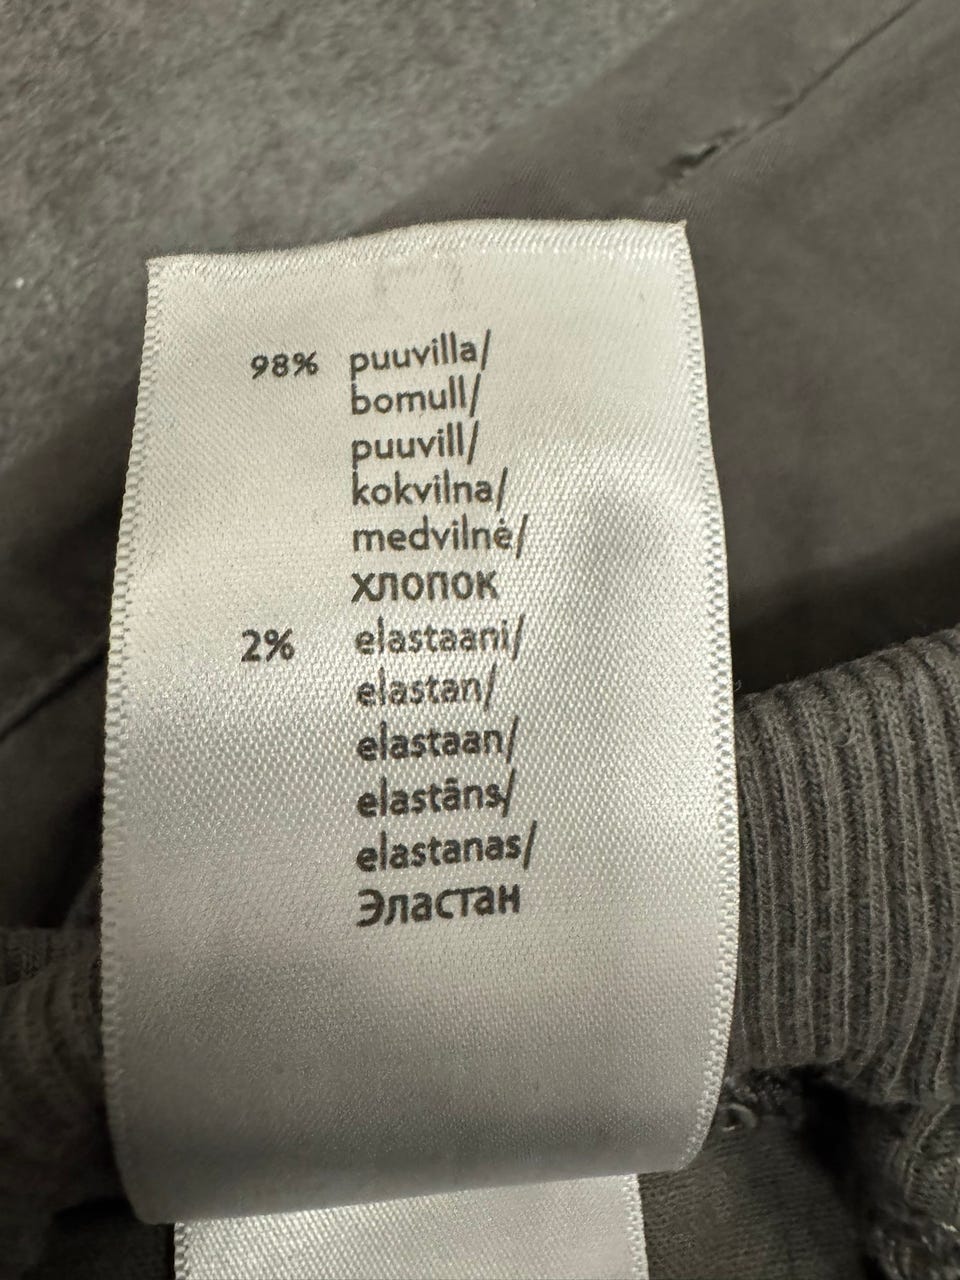 98% puuvilla/
bomull/
puuvill/
kokvilna/
medvilnė/
хлопок
2% elastaani/
elastan/
elastaan/
elastāns/
elastanas/
Эластан